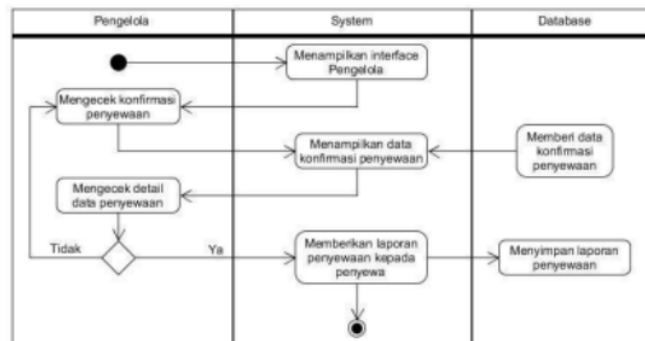 Pengelola
System
Database
Menampilkan interface
Pengelola
Mengecek konfirmasi
penyewaan
Menampilkan data
konfirmasi penyewaan
Memberi data
konfirmasi
penyewaan
Mengecek detail
data penyewaan
Tidak
Ya
Memberikan laporan
penyewaan kepada
penyewa
Menyimpan laporan
penyewaan